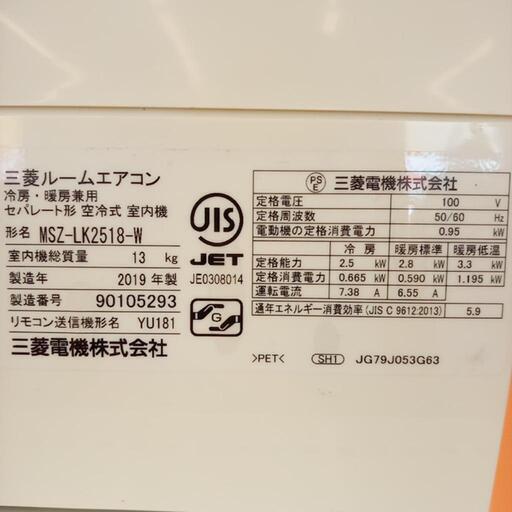 三菱ルームエアコン
冷房・暖房兼用
セパレート形 空冷式 室内機
形名 MSZ-LK2518-W
室内機総質量 13 kg
製造年 2019 年製
製造番号 90105293
リモコン送信機形名 YU181
三菱電機株式会社
JIS
JET
JE0308014
G
PSE 三菱電機株式会社
定格電圧 100 V
定格周波数 50/60 Hz
電動機の定格消費電力 0.95 kW
冷 房 暖房標準 暖房低温
定格能力 2.5 kW 2.8 kW 3.3 kW
定格消費電力 0.665 kW 0.590 kW 1.195 kW
運転電流 7.38 A 6.55 A
通年エネルギー消費効率(JIS C 9612:2013) 5.9
>PET< SH1 JG79J053G63